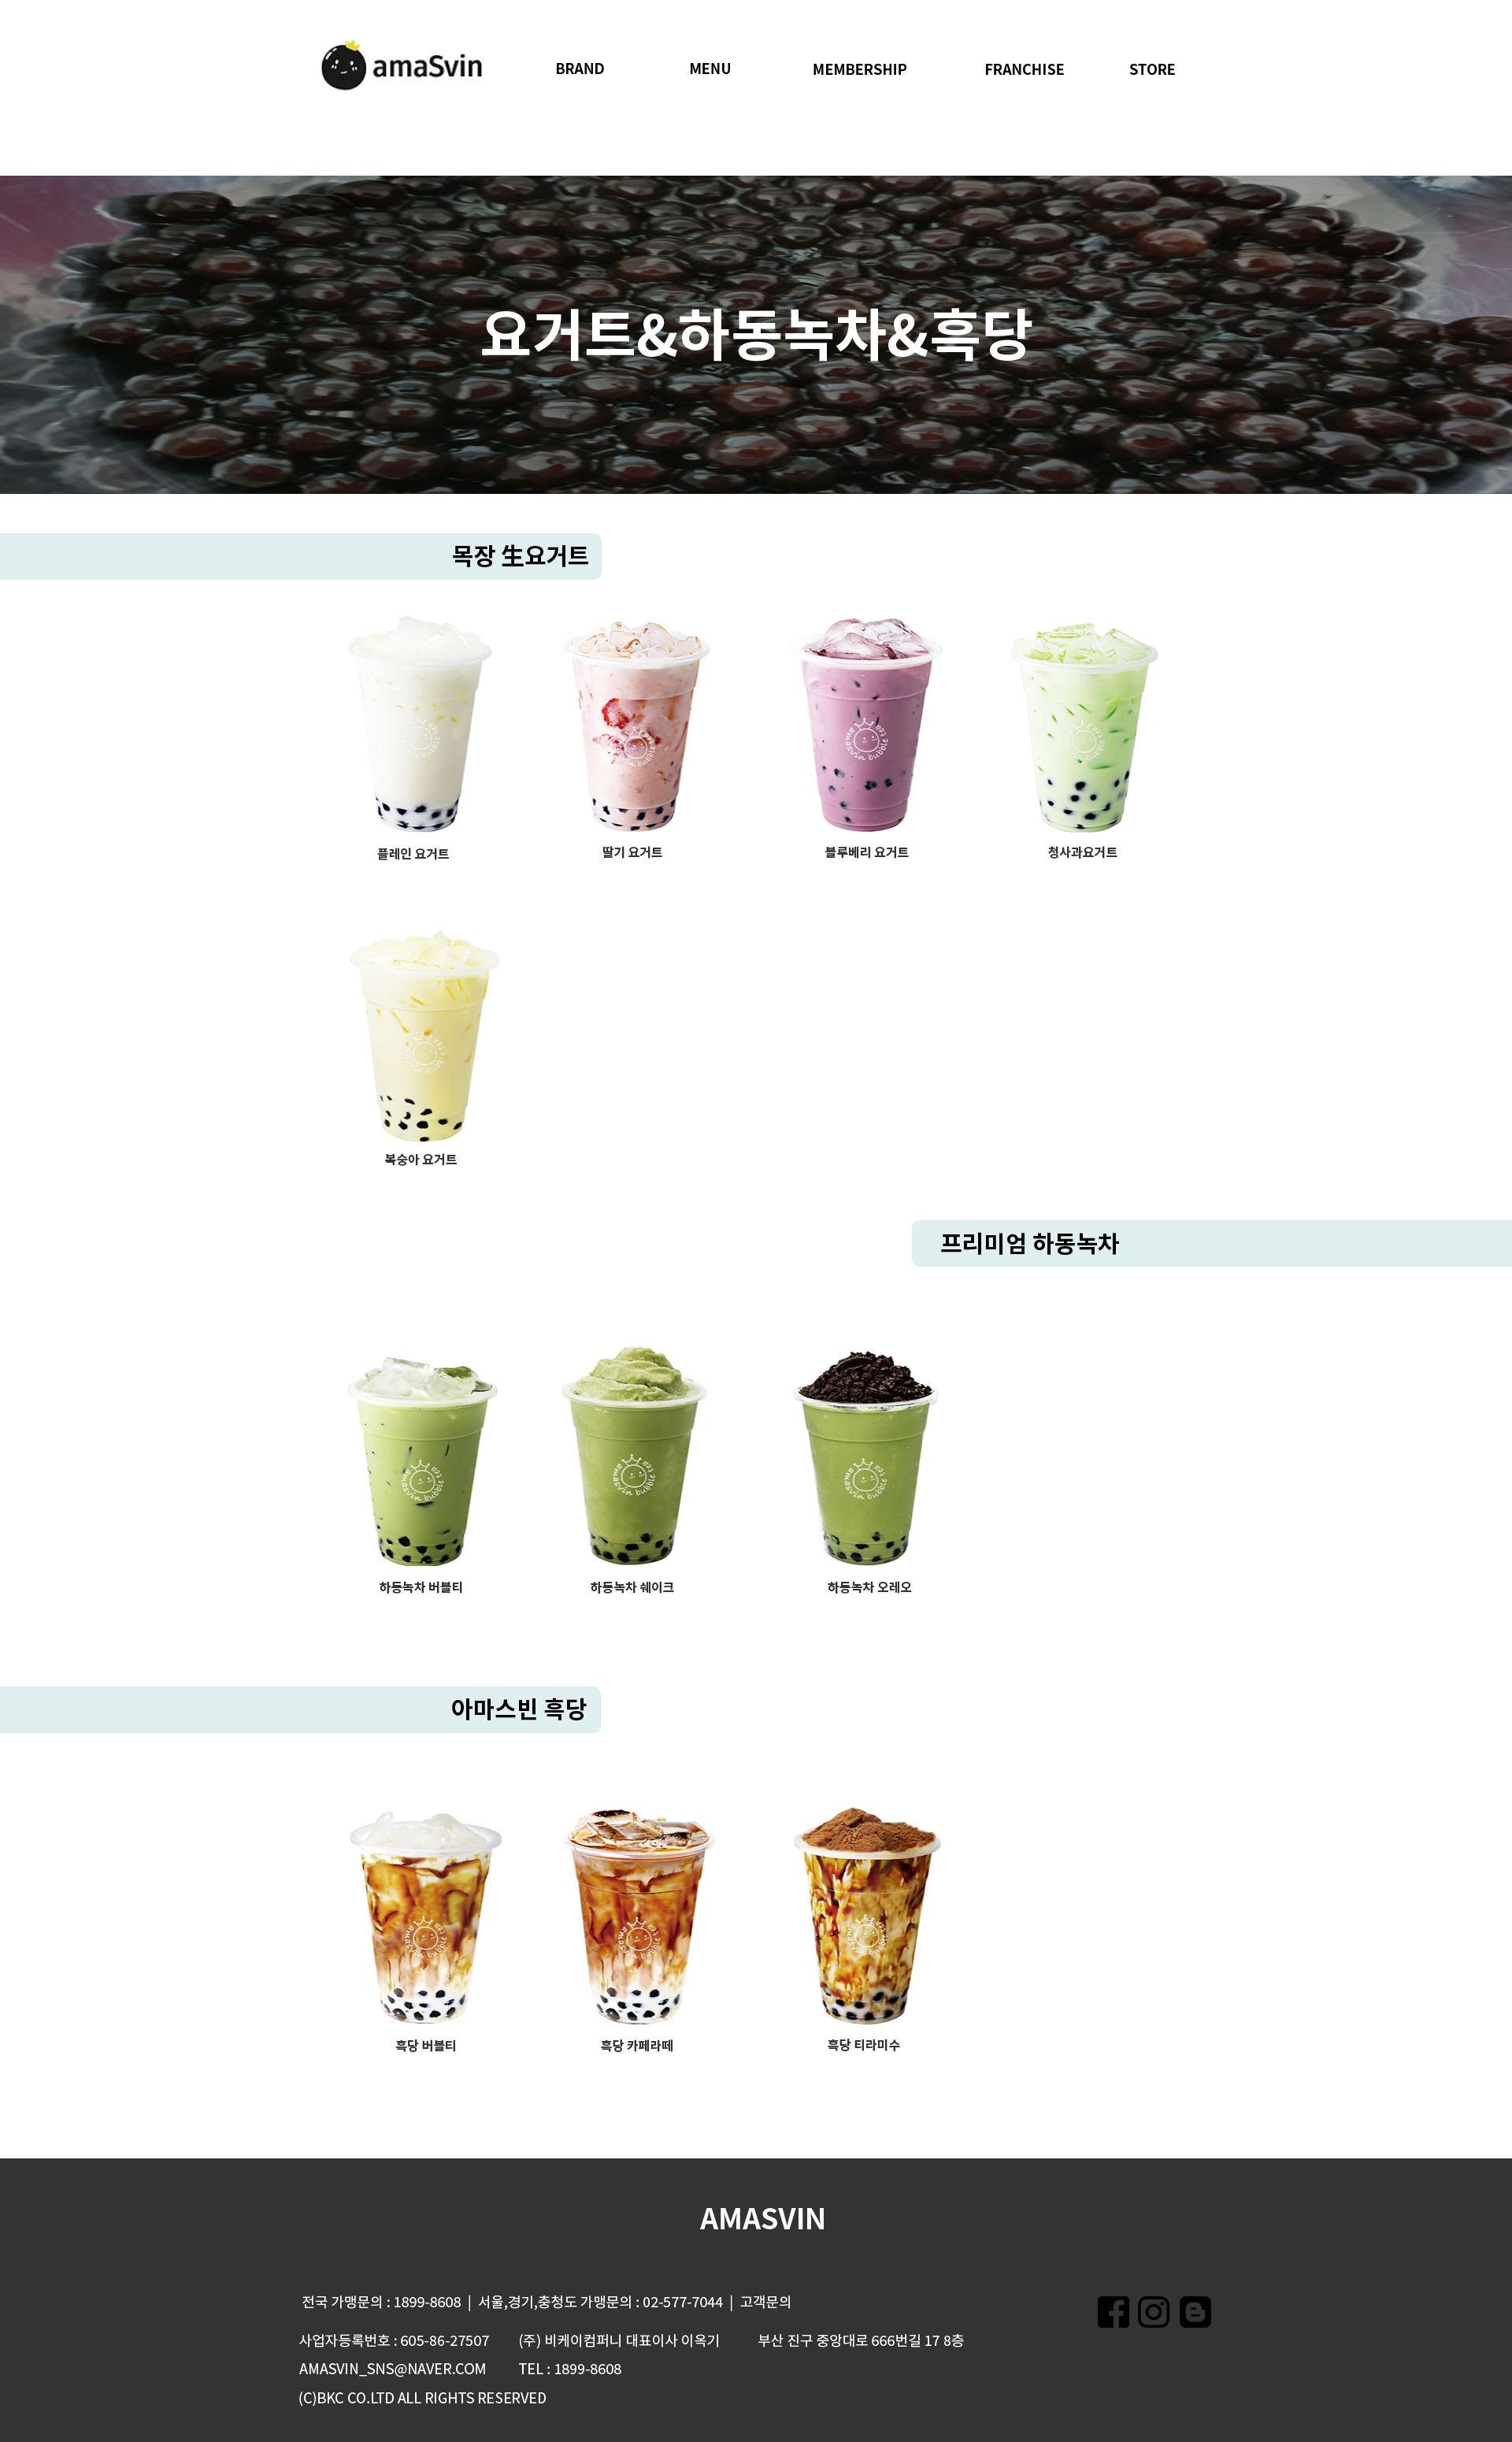 amaSvin
BRAND
MENU
MEMBERSHIP
FRANCHISE
STORE
요거트&하동녹차&흑당
목장 生요거트
플레인 요거트
딸기 요거트
블루베리 요거트
청사과요거트
복숭아 요거트
프리미엄 하동녹차
하동녹차 버블티
하동녹차 쉐이크
하동녹차 오레오
아마스빈 흑당
흑당 버블티
흑당 카페라떼
흑당 티라미수
AMASVIN
전국 가맹문의 : 1899-8608 | 서울,경기,충청도 가맹문의 : 02-577-7044 | 고객문의
사업자등록번호 : 605-86-27507 (주) 비케이컴퍼니 대표이사 이옥기 부산 진구 중앙대로 666번길 17 8층
AMASVIN_SNS@NAVER.COM TEL : 1899-8608
(C)BKC CO.LTD ALL RIGHTS RESERVED